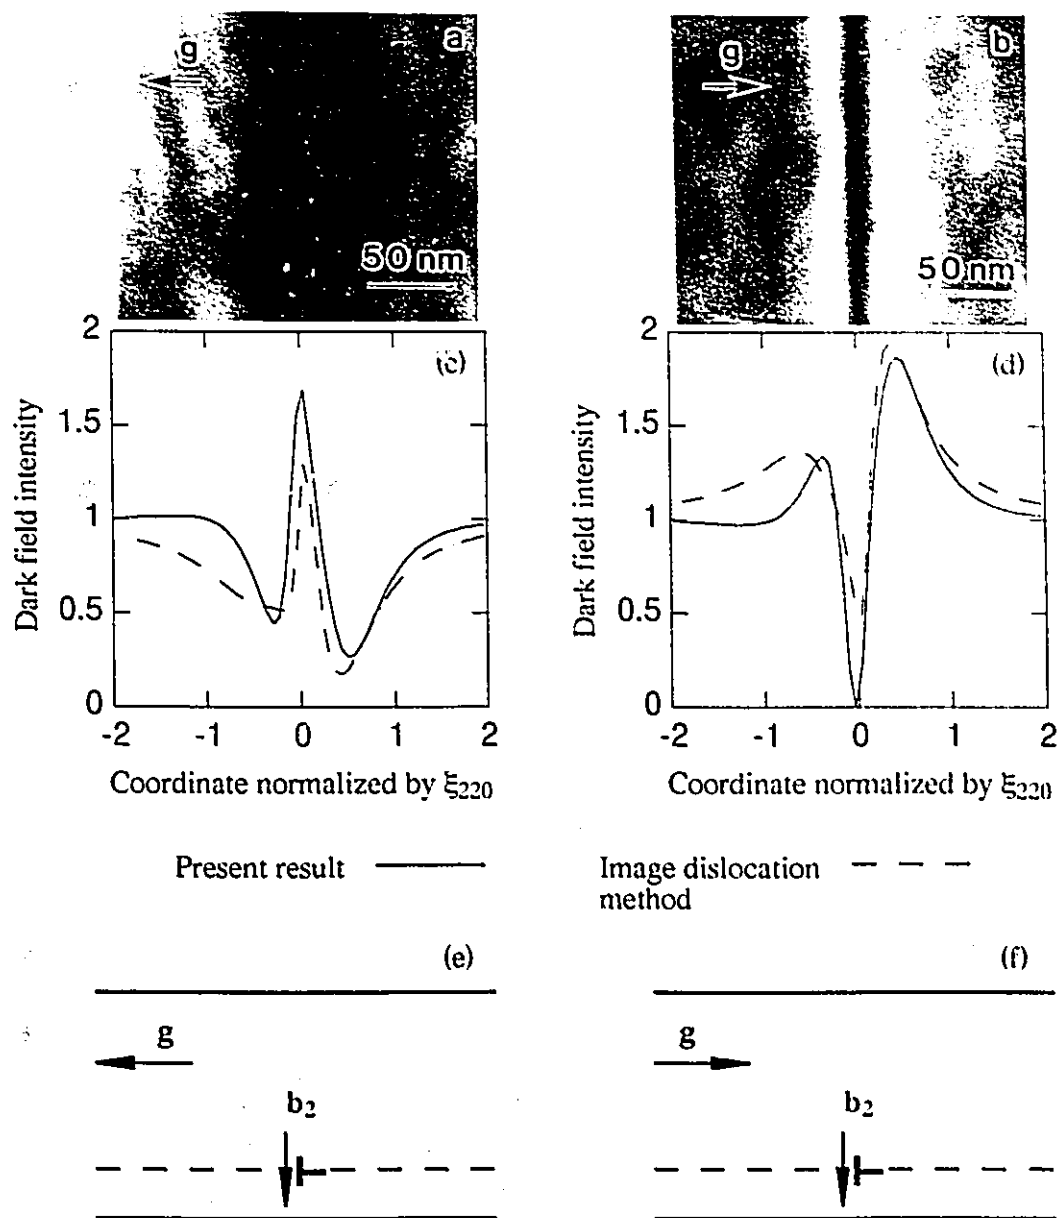 a
g
50 nm
b
g
50 nm
(c)
2
1.5
1
0.5
0
Dark field intensity
-2 -1 0 1 2
Coordinate normalized by ξ220
(d)
2
1.5
1
0.5
0
Dark field intensity
-2 -1 0 1 2
Coordinate normalized by ξ220
Present result
Image dislocation
method
(e)
g
b2
(f)
g
b2